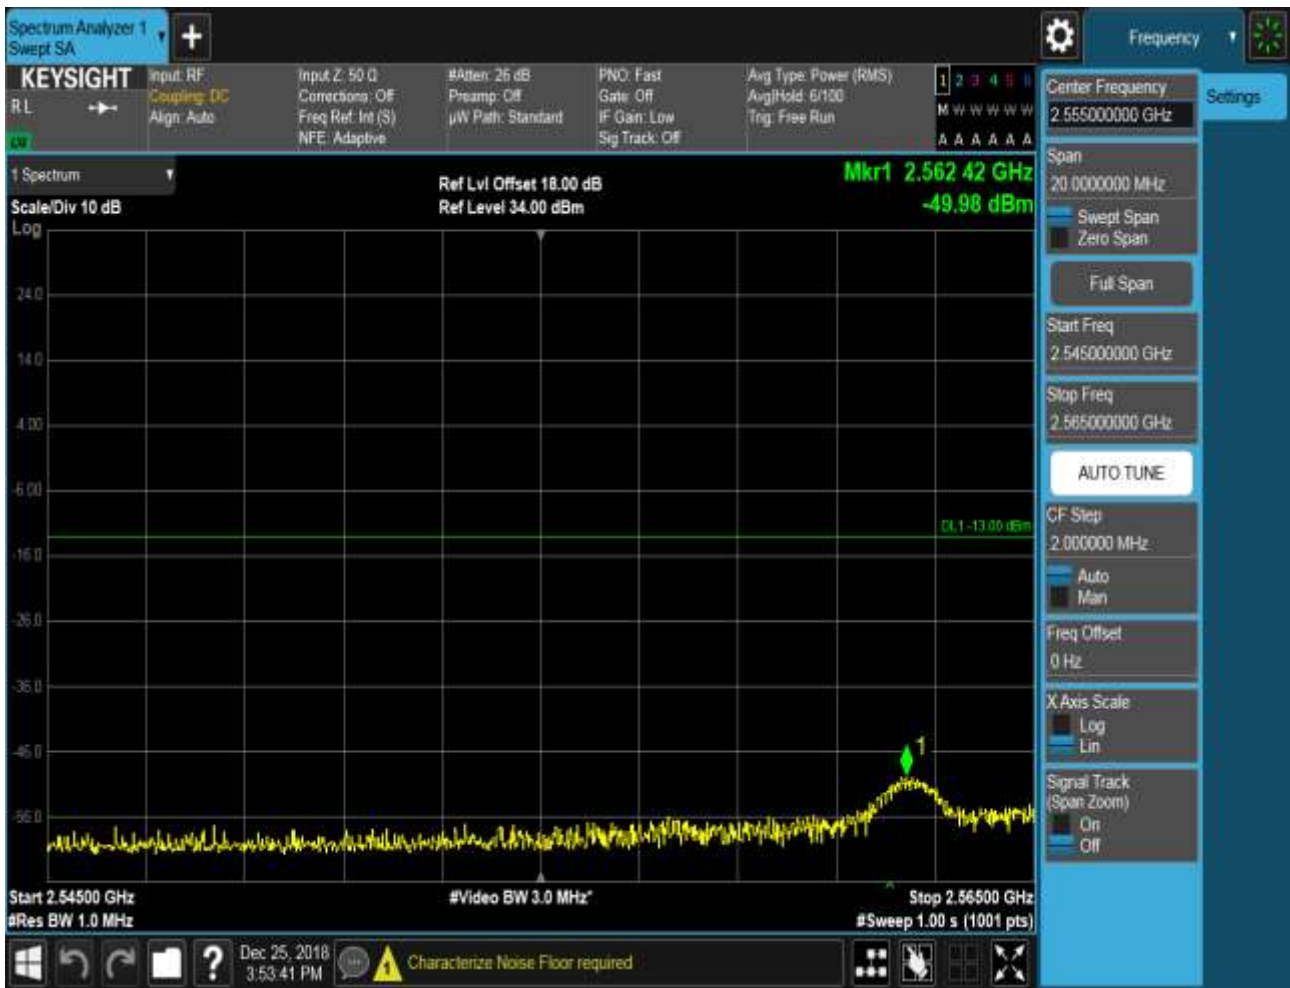 Spectrum Analyzer 1
Swept SA
Frequency
KEYSIGHT
R L
Input: RF
Coupling: DC
Align: Auto
Input Z: 50 Ω
Corrections: Off
Freq Ref: Int (S)
NFE: Adaptive
#Atten: 26 dB
Preamp: Off
µW Path: Standard
PNO: Fast
Gate: Off
IF Gain: Low
Sig Track: Off
Avg Type: Power (RMS)
Avg|Hold: 6/100
Trig: Free Run
1 2 3 4 5 6
M W W W W W
A A A A A A
Center Frequency
2.555000000 GHz
Settings
Span
20.0000000 MHz
Swept Span
Zero Span
Full Span
Start Freq
2.545000000 GHz
Stop Freq
2.565000000 GHz
AUTO TUNE
CF Step
2.000000 MHz
Auto
Man
Freq Offset
0 Hz
X Axis Scale
Log
Lin
Signal Track
(Span Zoom)
On
Off
1 Spectrum
Scale/Div 10 dB
Log
Ref Lvl Offset 18.00 dB
Ref Level 34.00 dBm
Mkr1 2.562 42 GHz
-49.98 dBm
24.0
14.0
4.00
-6.00
DL1 -13.00 dBm
-16.0
-26.0
-36.0
-46.0
1
-56.0
Start 2.54500 GHz
#Video BW 3.0 MHz*
Stop 2.56500 GHz
#Res BW 1.0 MHz
#Sweep 1.00 s (1001 pts)
?
Dec 25, 2018
3:53:41 PM
1
Characterize Noise Floor required